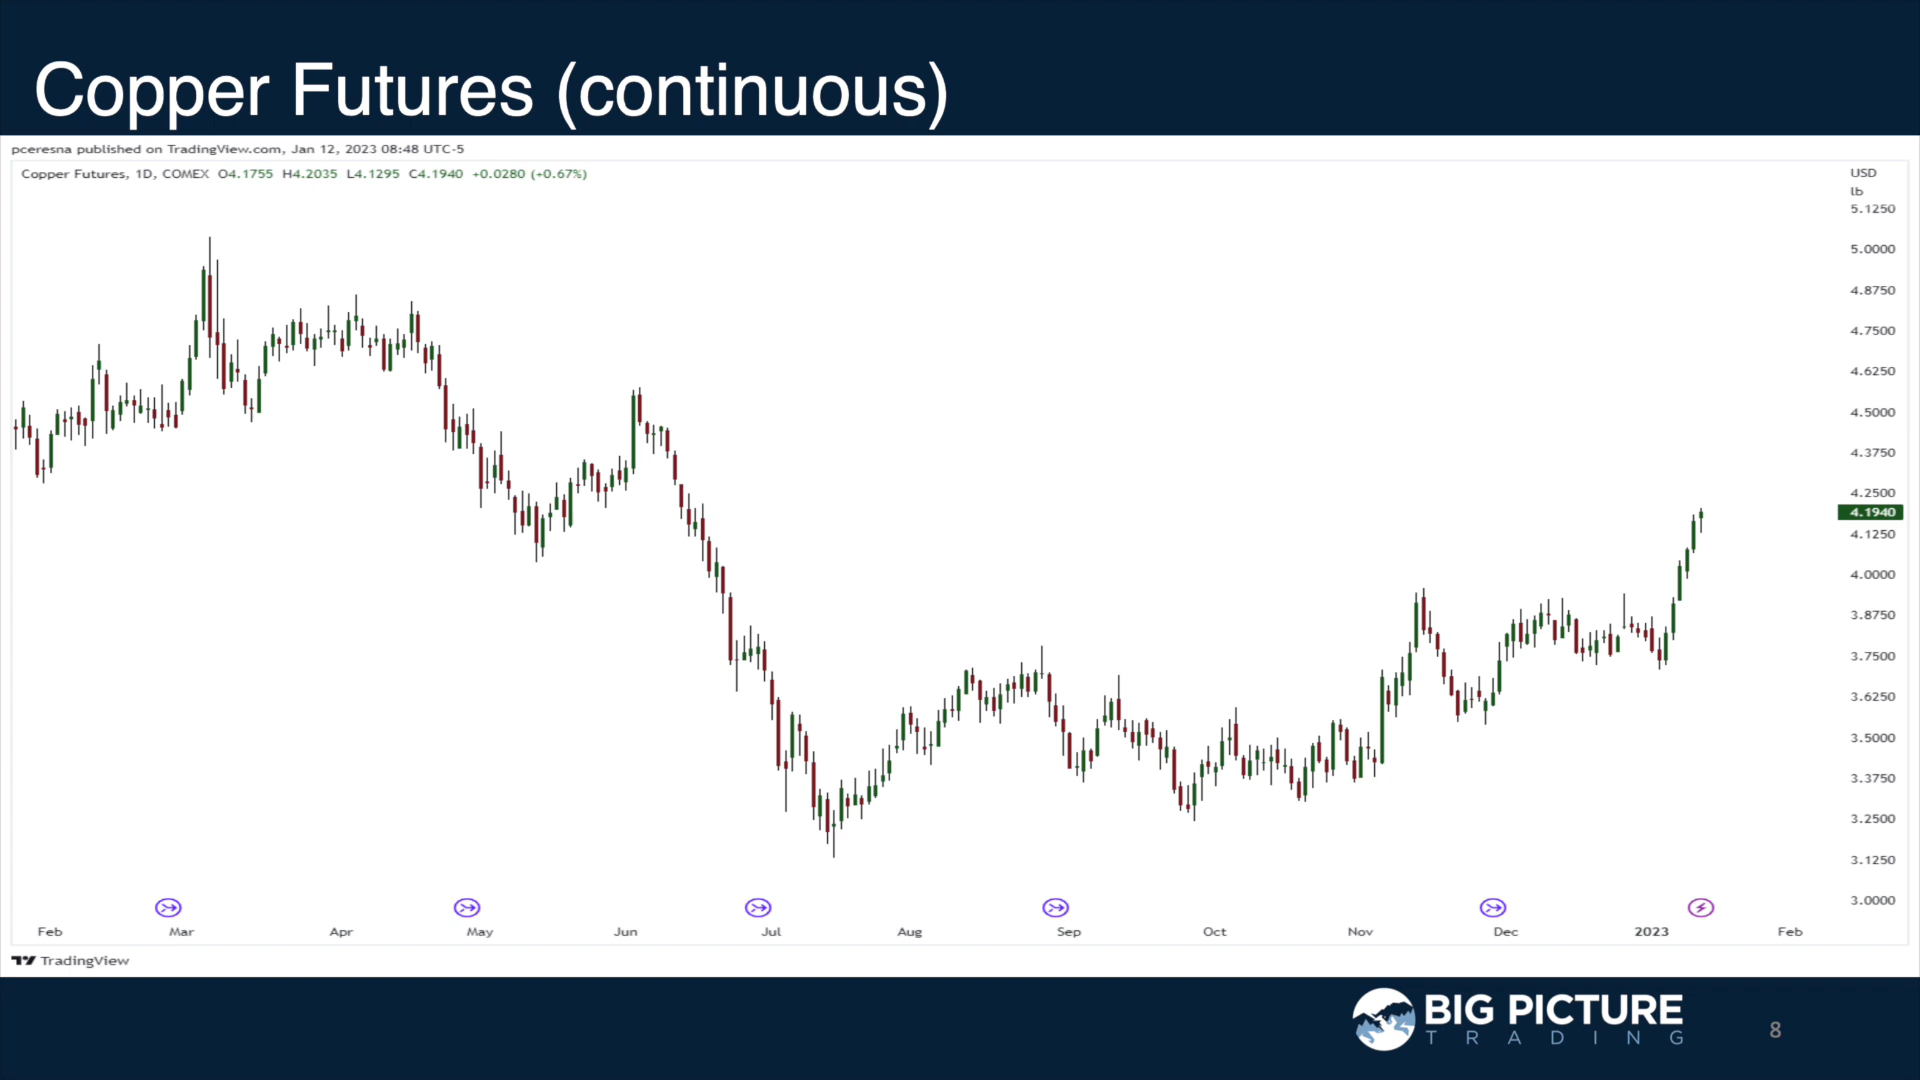 Copper Futures (continuous)
pceresna published on TradingView.com, Jan 12, 2023 08:48 UTC-5
Copper Futures, 1D, COMEX O4.1755 H4.2035 L4.1295 C4.1940 +0.0280 (+0.67%)
USD
lb
5.1250
5.0000
4.8750
4.7500
4.6250
4.5000
4.3750
4.2500
4.1940
4.1250
4.0000
3.8750
3.7500
3.6250
3.5000
3.3750
3.2500
3.1250
3.0000
Feb Mar Apr May Jun Jul Aug Sep Oct Nov Dec 2023 Feb
TradingView
BIG PICTURE
TRADING
8